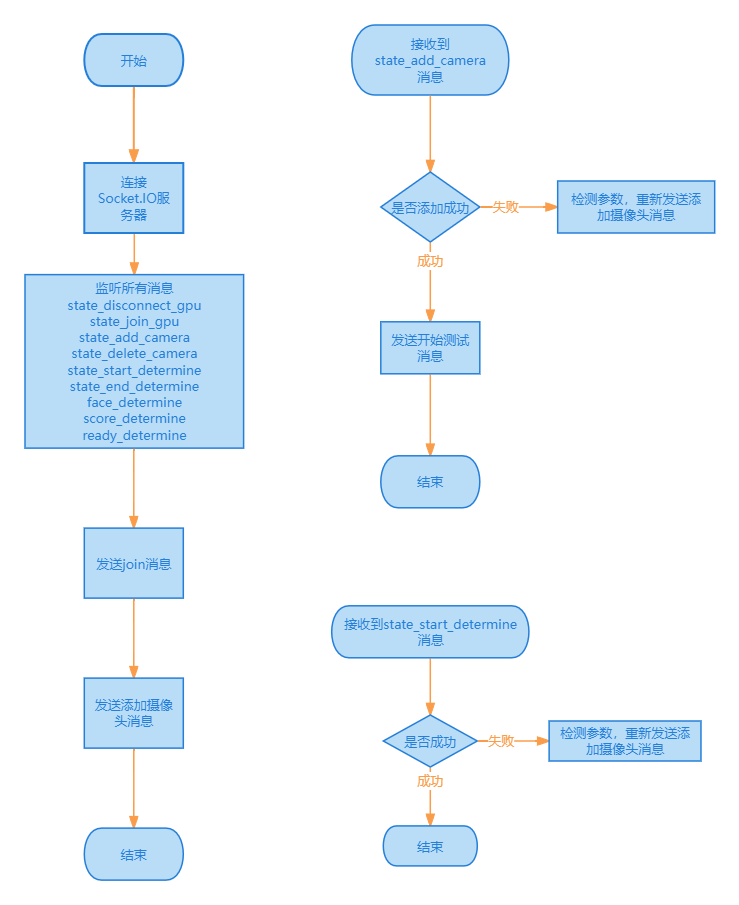 开始
连接
Socket.IO服
务器
监听所有消息
state_disconnect_gpu
state_join_gpu
state_add_camera
state_delete_camera
state_start_determine
state_end_determine
face_determine
score_determine
ready_determine
发送join消息
发送添加摄像
头消息
结束
接收到
state_add_camera
消息
是否添加成功
失败
检测参数，重新发送添
加摄像头消息
成功
发送开始测试
消息
结束
接收到state_start_determine
消息
是否成功
失败
检测参数，重新发送添
加摄像头消息
成功
结束